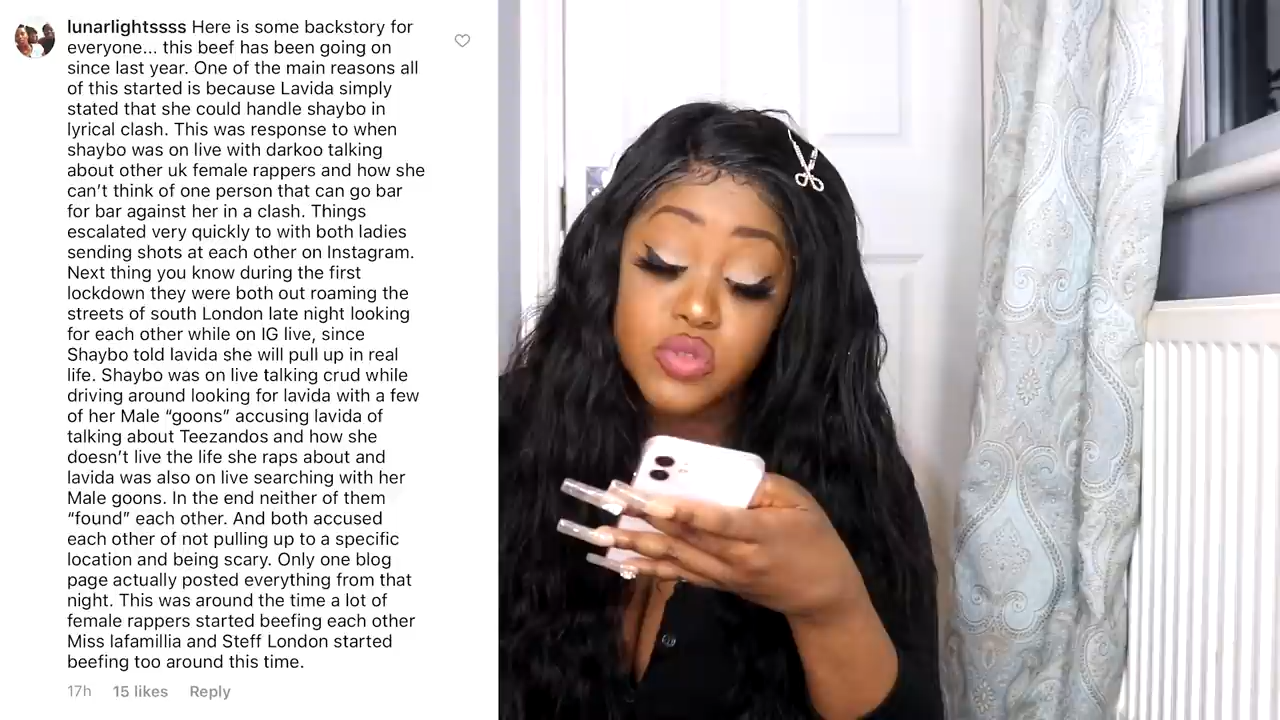 lunarlightssss Here is some backstory for
everyone... this beef has been going on
since last year. One of the main reasons all
of this started is because Lavida simply
stated that she could handle shaybo in
lyrical clash. This was response to when
shaybo was on live with darkoo talking
about other uk female rappers and how she
can't think of one person that can go bar
for bar against her in a clash. Things
escalated very quickly to with both ladies
sending shots at each other on Instagram.
Next thing you know during the first
lockdown they were both out roaming the
streets of south London late night looking
for each other while on IG live, since
Shaybo told lavida she will pull up in real
life. Shaybo was on live talking crud while
driving around looking for lavida with a few
of her Male “goons” accusing lavida of
talking about Teezandos and how she
doesn't live the life she raps about and
lavida was also on live searching with her
Male goons. In the end neither of them
“found” each other. And both accused
each other of not pulling up to a specific
location and being scary. Only one blog
page actually posted everything from that
night. This was around the time a lot of
female rappers started beefing each other
Miss lafamillia and Steff London started
beefing too around this time.
17h 15 likes Reply